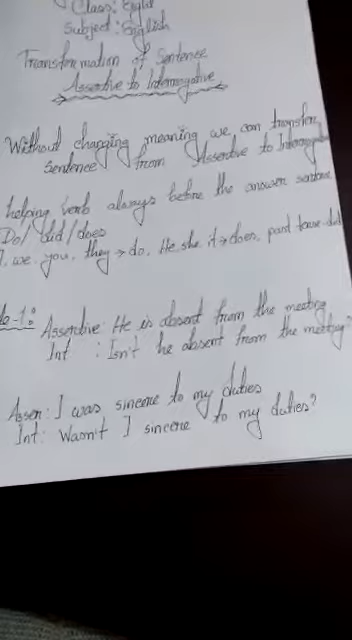 Class: Eight
Subject: English
Transformation of Sentence
Assertive to Interrogative
Without changing meaning we can transfer
sentence from Assertive to Interrogative
helping verb always before the answer sentence
Do/ did/does
I, we, you, they → do. He she it → does, past tense did
Assertive: He is absent from the meeting
Int : Isn't he absent from the meeting?
Asser: I was sincere to my duties
Int: Wasn't I sincere to my duties?